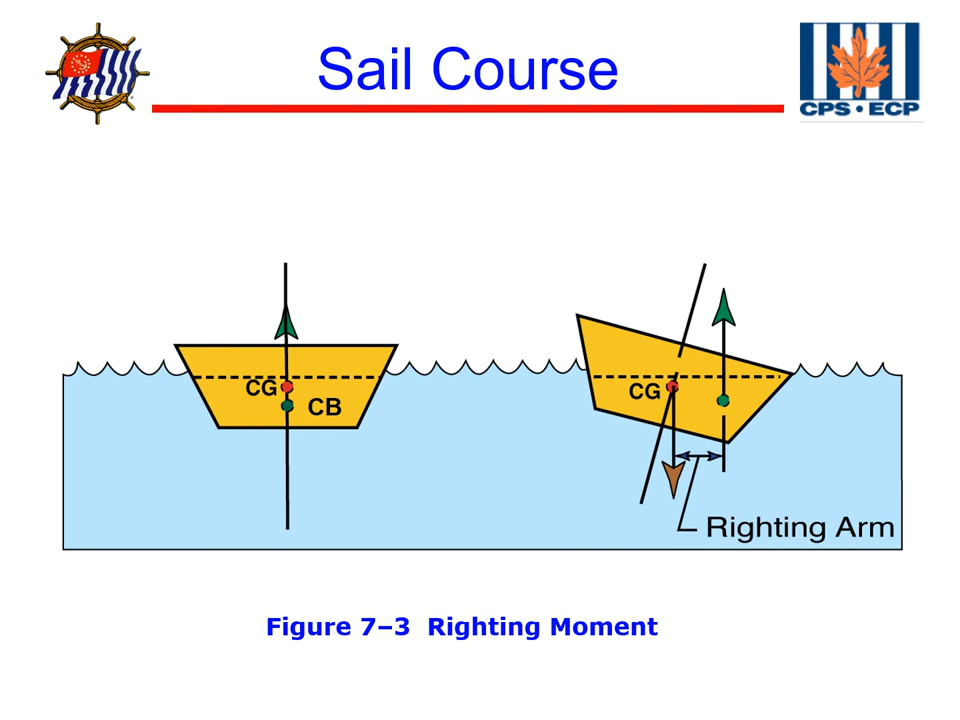 Sail Course
CPS • ECP
CG
CB
CG
Righting Arm
Figure 7–3 Righting Moment